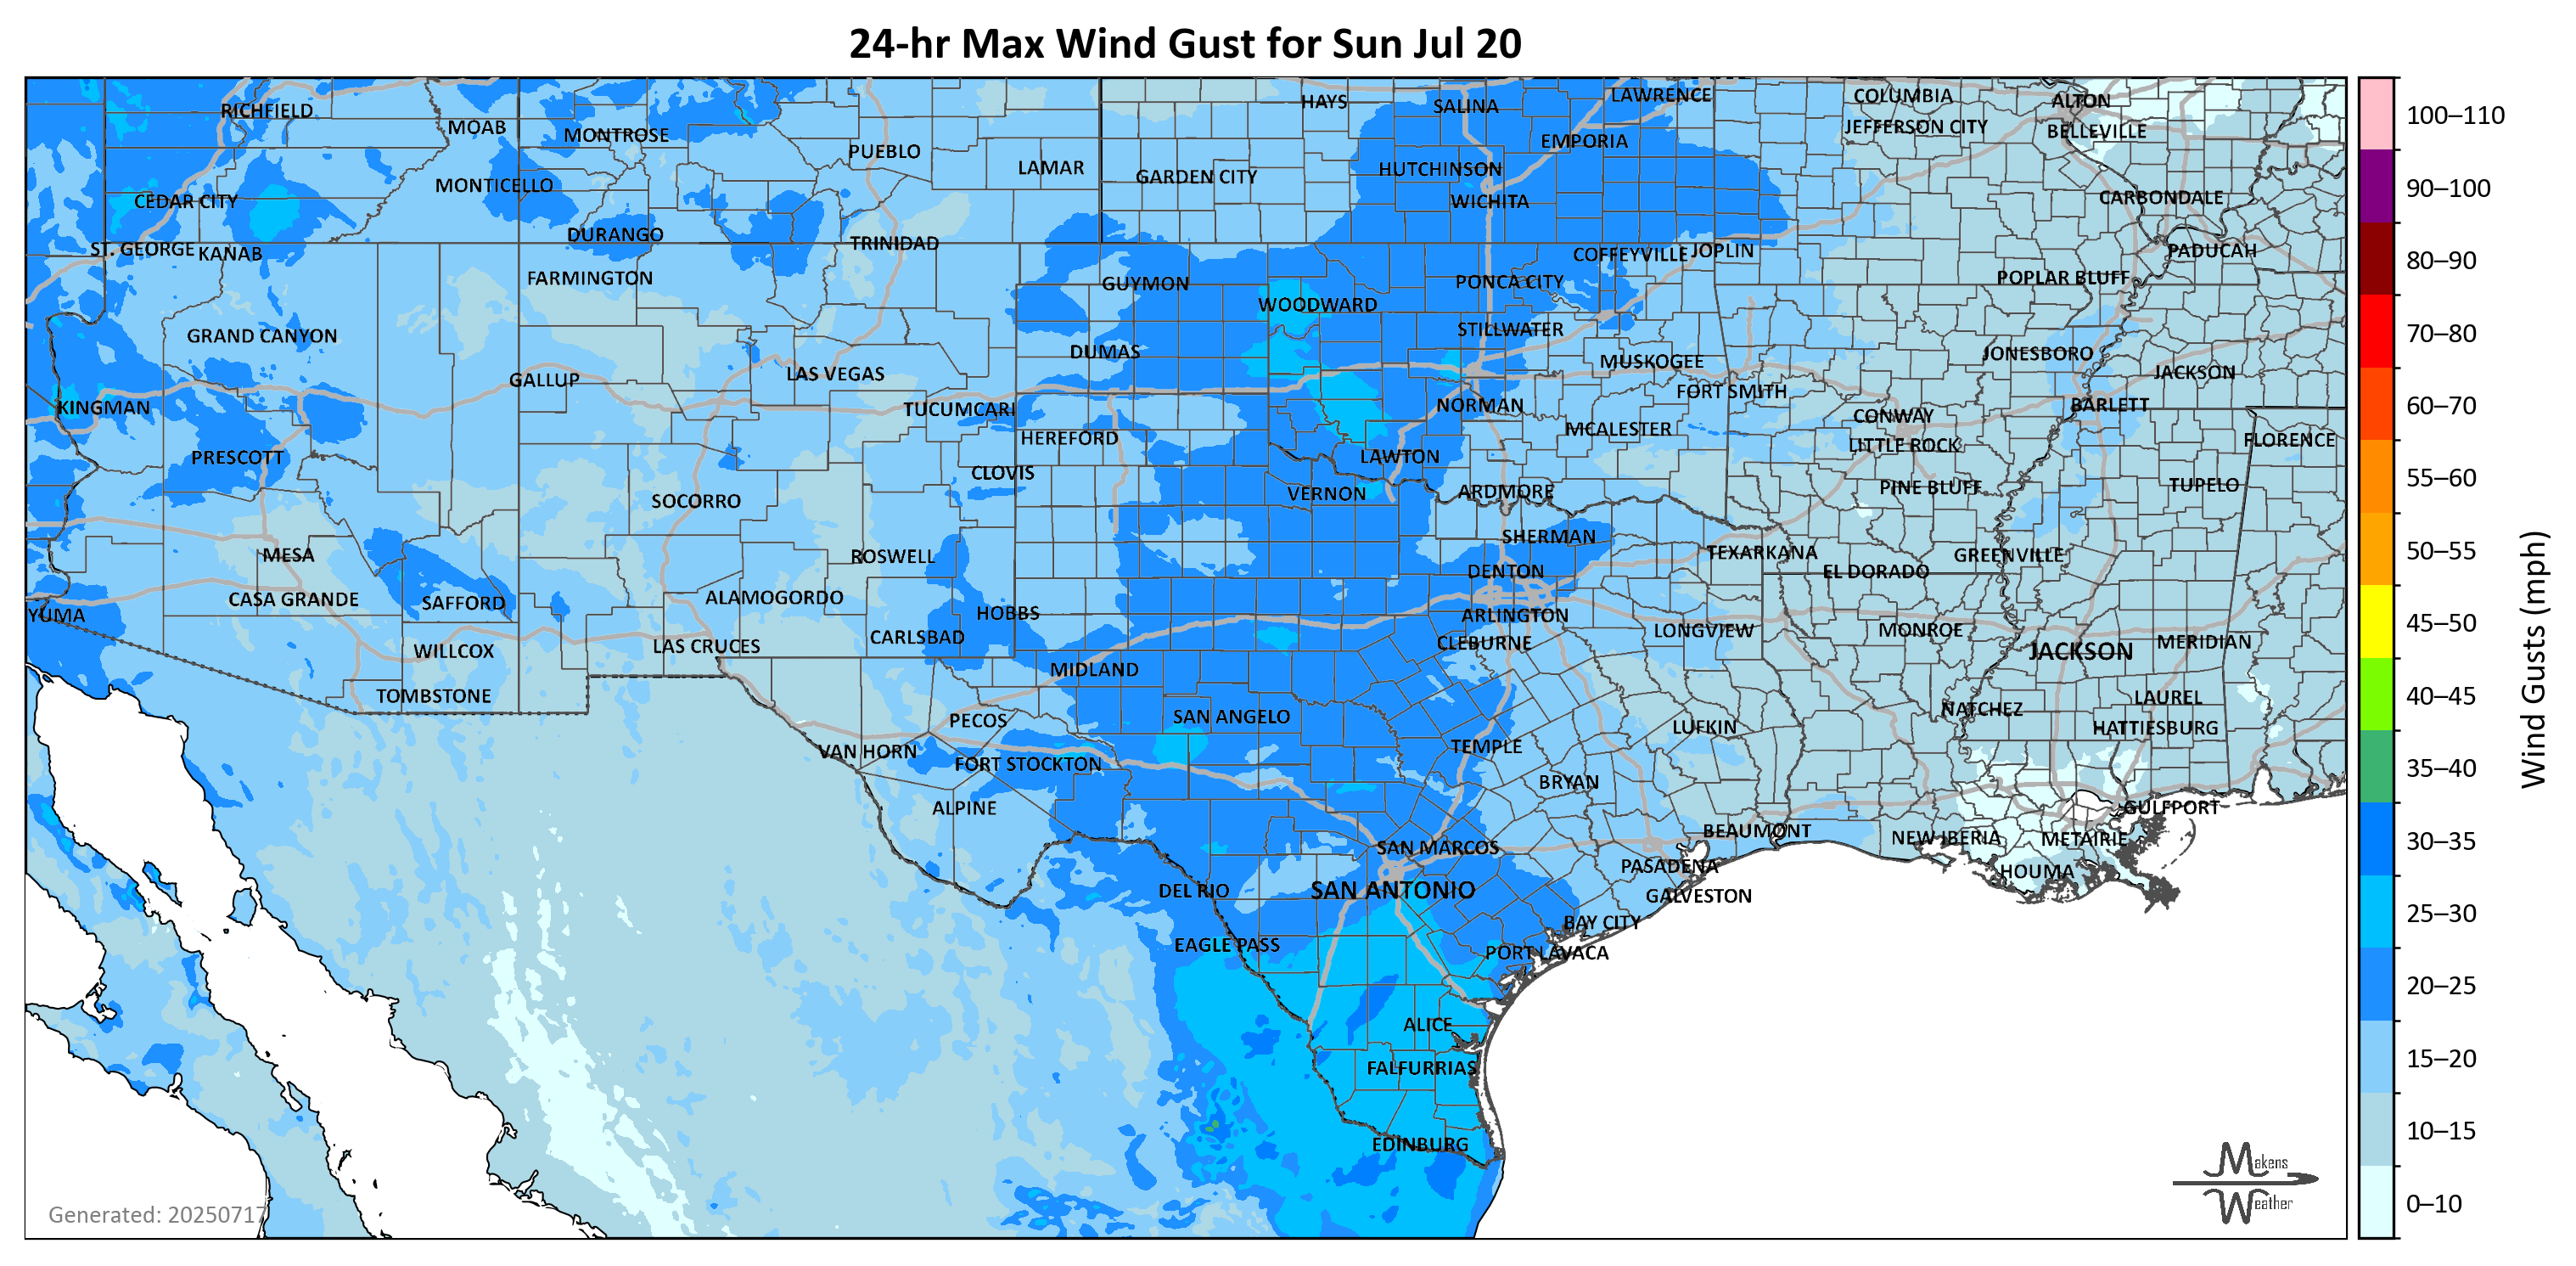 24-hr Max Wind Gust for Sun Jul 20
RICHFIELD
MOAB
MONTROSE
PUEBLO
LAMAR
HAYS
SALINA
LAWRENCE
COLUMBIA
ALTON
JEFFERSON CITY
BELLEVILLE
EMPORIA
HUTCHINSON
GARDEN CITY
WICHITA
MONTICELLO
CEDAR CITY
CARBONDALE
DURANGO
TRINIDAD
ST. GEORGE
KANAB
COFFEYVILLE
JOPLIN
PADUCAH
FARMINGTON
GUYMON
PONCA CITY
POPLAR BLUFF
WOODWARD
STILLWATER
GRAND CANYON
DUMAS
MUSKOGEE
JONESBORO
JACKSON
GALLUP
LAS VEGAS
FORT SMITH
KINGMAN
TUCUMCARI
NORMAN
CONWAY
BARLETT
HEREFORD
MCALESTER
LITTLE ROCK
FLORENCE
PRESCOTT
CLOVIS
LAWTON
SOCORRO
VERNON
ARDMORE
PINE BLUFF
TUPELO
MESA
ROSWELL
SHERMAN
TEXARKANA
GREENVILLE
DENTON
EL DORADO
CASA GRANDE
SAFFORD
ALAMOGORDO
YUMA
HOBBS
ARLINGTON
CARLSBAD
CLEBURNE
LONGVIEW
MONROE
WILLCOX
LAS CRUCES
JACKSON
MERIDIAN
MIDLAND
TOMBSTONE
LAUREL
PECOS
SAN ANGELO
NATCHEZ
LUFKIN
HATTIESBURG
VAN HORN
TEMPLE
FORT STOCKTON
BRYAN
ALPINE
GULFPORT
BEAUMONT
NEW IBERIA
METAIRIE
SAN MARCOS
PASADENA
HOUMA
DEL RIO
SAN ANTONIO
GALVESTON
BAY CITY
EAGLE PASS
PORT LAVACA
ALICE
FALFURRIAS
EDINBURG
Generated: 20250717
Makens
Weather
100–110
90–100
80–90
70–80
60–70
55–60
50–55
45–50
40–45
35–40
30–35
25–30
20–25
15–20
10–15
0–10
Wind Gusts (mph)